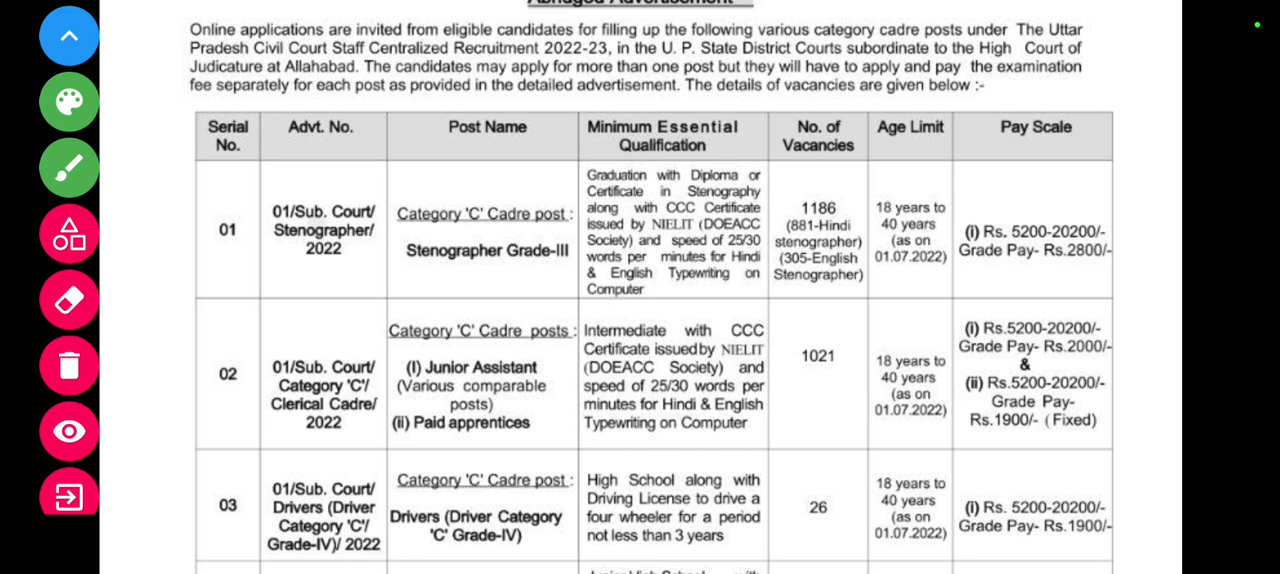 Abridged Advertisement
Online applications are invited from eligible candidates for filling up the following various category cadre posts under The Uttar
Pradesh Civil Court Staff Centralized Recruitment 2022-23, in the U. P. State District Courts subordinate to the High Court of
Judicature at Allahabad. The candidates may apply for more than one post but they will have to apply and pay the examination
fee separately for each post as provided in the detailed advertisement. The details of vacancies are given below :-
Serial
No.
Advt. No.
Post Name
Minimum Essential
Qualification
No. of
Vacancies
Age Limit
Pay Scale
01
01/Sub. Court/
Stenographer/
2022
Category 'C' Cadre post :
Stenographer Grade-III
Graduation with Diploma or
Certificate in Stenography
along with CCC Certificate
issued by NIELIT (DOEACC
Society) and speed of 25/30
words per minutes for Hindi
& English Typewriting on
Computer
1186
(881-Hindi
stenographer)
(305-English
Stenographer)
18 years to
40 years
(as on
01.07.2022)
(i) Rs. 5200-20200/-
Grade Pay- Rs.2800/-
02
01/Sub. Court/
Category 'C'/
Clerical Cadre/
2022
Category 'C' Cadre posts :
(I) Junior Assistant
(Various comparable
posts)
(ii) Paid apprentices
Intermediate with CCC
Certificate issued by NIELIT
(DOEACC Society) and
speed of 25/30 words per
minutes for Hindi & English
Typewriting on Computer
1021
18 years to
40 years
(as on
01.07.2022)
(i) Rs.5200-20200/-
Grade Pay- Rs.2000/-
&
(ii) Rs.5200-20200/-
Grade Pay-
Rs.1900/- (Fixed)
03
01/Sub. Court/
Drivers (Driver
Category 'C'/
Grade-IV)/ 2022
Category 'C' Cadre post :
Drivers (Driver Category
'C' Grade-IV)
High School along with
Driving License to drive a
four wheeler for a period
not less than 3 years
26
18 years to
40 years
(as on
01.07.2022)
(i) Rs. 5200-20200/-
Grade Pay- Rs.1900/-